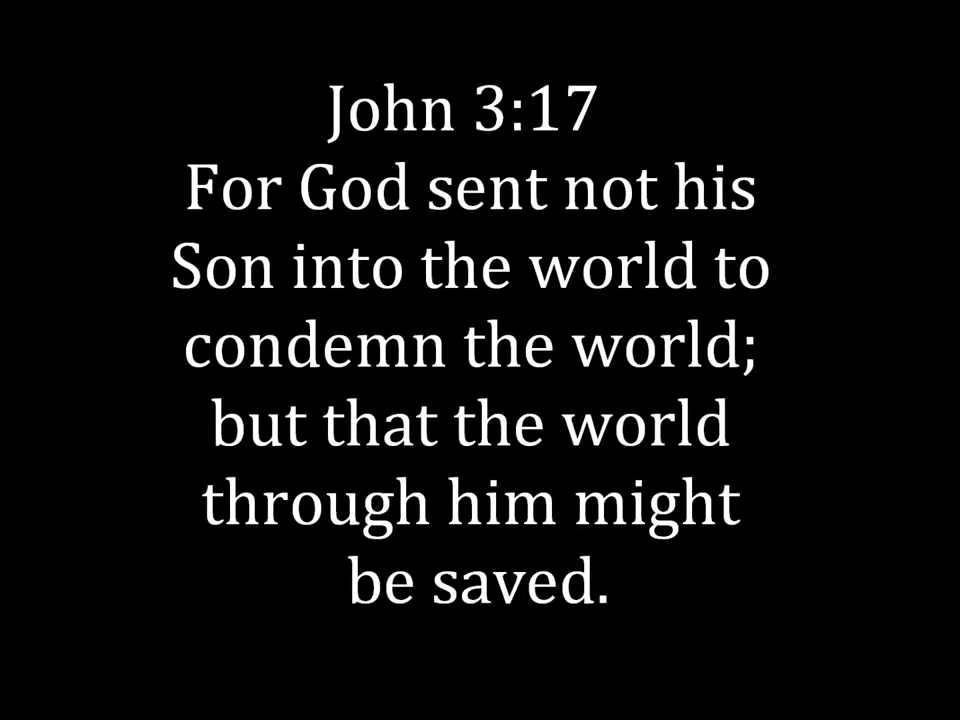 John 3:17
For God sent not his
Son into the world to
condemn the world;
but that the world
through him might
be saved.